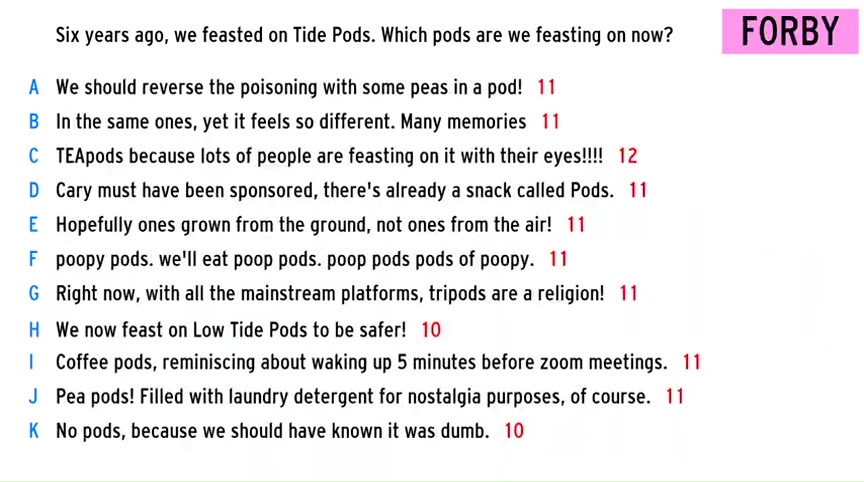 Six years ago, we feasted on Tide Pods. Which pods are we feasting on now?
FORBY
A We should reverse the poisoning with some peas in a pod! 11
B In the same ones, yet it feels so different. Many memories 11
C TEApods because lots of people are feasting on it with their eyes!!!! 12
D Cary must have been sponsored, there's already a snack called Pods. 11
E Hopefully ones grown from the ground, not ones from the air! 11
F poopy pods. we'll eat poop pods. poop pods pods of poopy. 11
G Right now, with all the mainstream platforms, tripods are a religion! 11
H We now feast on Low Tide Pods to be safer! 10
I Coffee pods, reminiscing about waking up 5 minutes before zoom meetings. 11
J Pea pods! Filled with laundry detergent for nostalgia purposes, of course. 11
K No pods, because we should have known it was dumb. 10